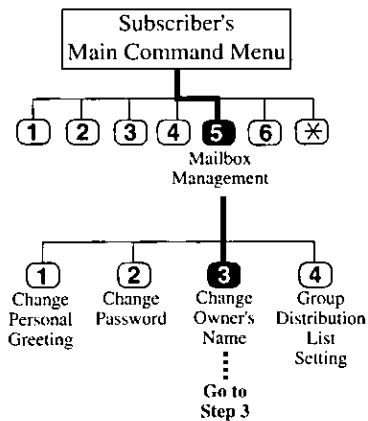 Subscriber's
Main Command Menu
1 2 3 4 5 6 *
Mailbox
Management
1 2 3 4
Change
Personal
Greeting
Change
Password
Change
Owner's
Name
Group
Distribution
List
Setting
Go to
Step 3